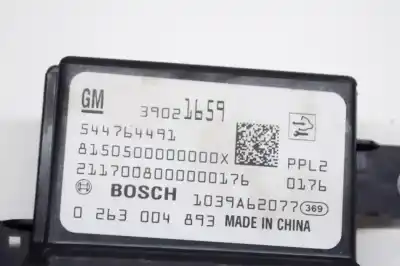 GM 39021659
544764491
8150500000000X PPL2
2117008000000176 0176
BOSCH 1039A62077 369
0 263 004 893 MADE IN CHINA